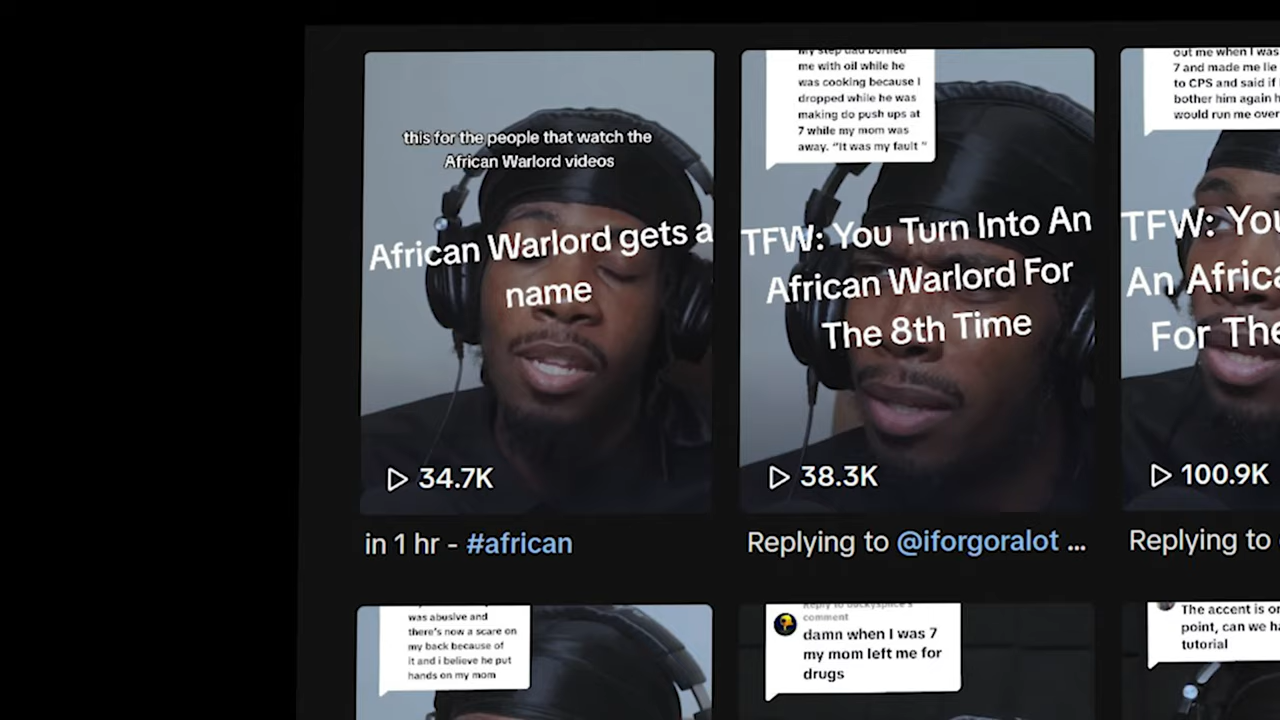 this for the people that watch the
African Warlord videos
African Warlord gets a
name
34.7K
in 1 hr - #african
me with oil while he
was cooking because I
dropped while he was
making do push ups at
7 while my mom was
away. “It was my fault ”
TFW: You Turn Into An
African Warlord For
The 8th Time
38.3K
Replying to @iforgoralot ...
out me when I was
7 and made me lie
to CPS and said if
bother him again h
would run me over
TFW: You
An Africa
For The
100.9K
Replying to
was abusive and
there's now a scare on
my back because of
it and i believe he put
hands on my mom
comment
damn when I was 7
my mom left me for
drugs
The accent is or
point, can we ha
tutorial